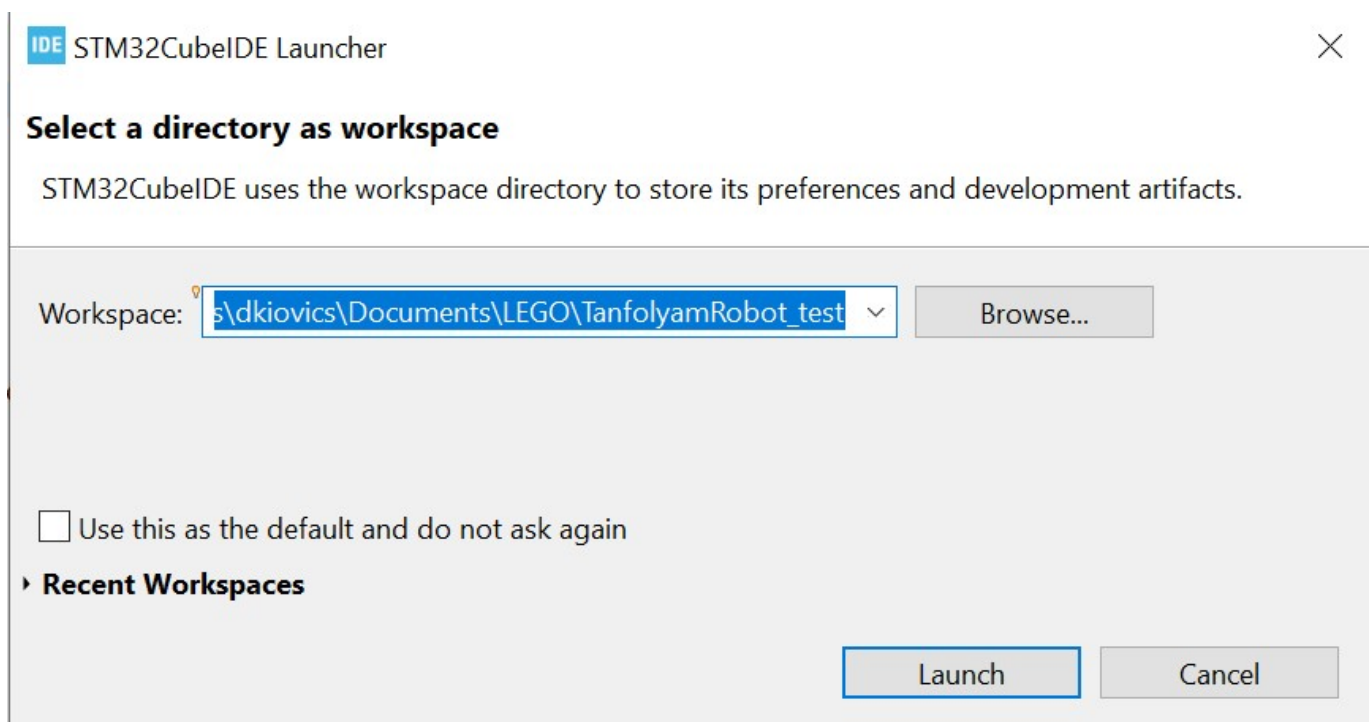 IDE STM32CubeIDE Launcher
Select a directory as workspace
STM32CubeIDE uses the workspace directory to store its preferences and development artifacts.
Workspace: s\dkiovics\Documents\LEGO\TanfolyamRobot_test Browse...
Use this as the default and do not ask again
Recent Workspaces
Launch Cancel